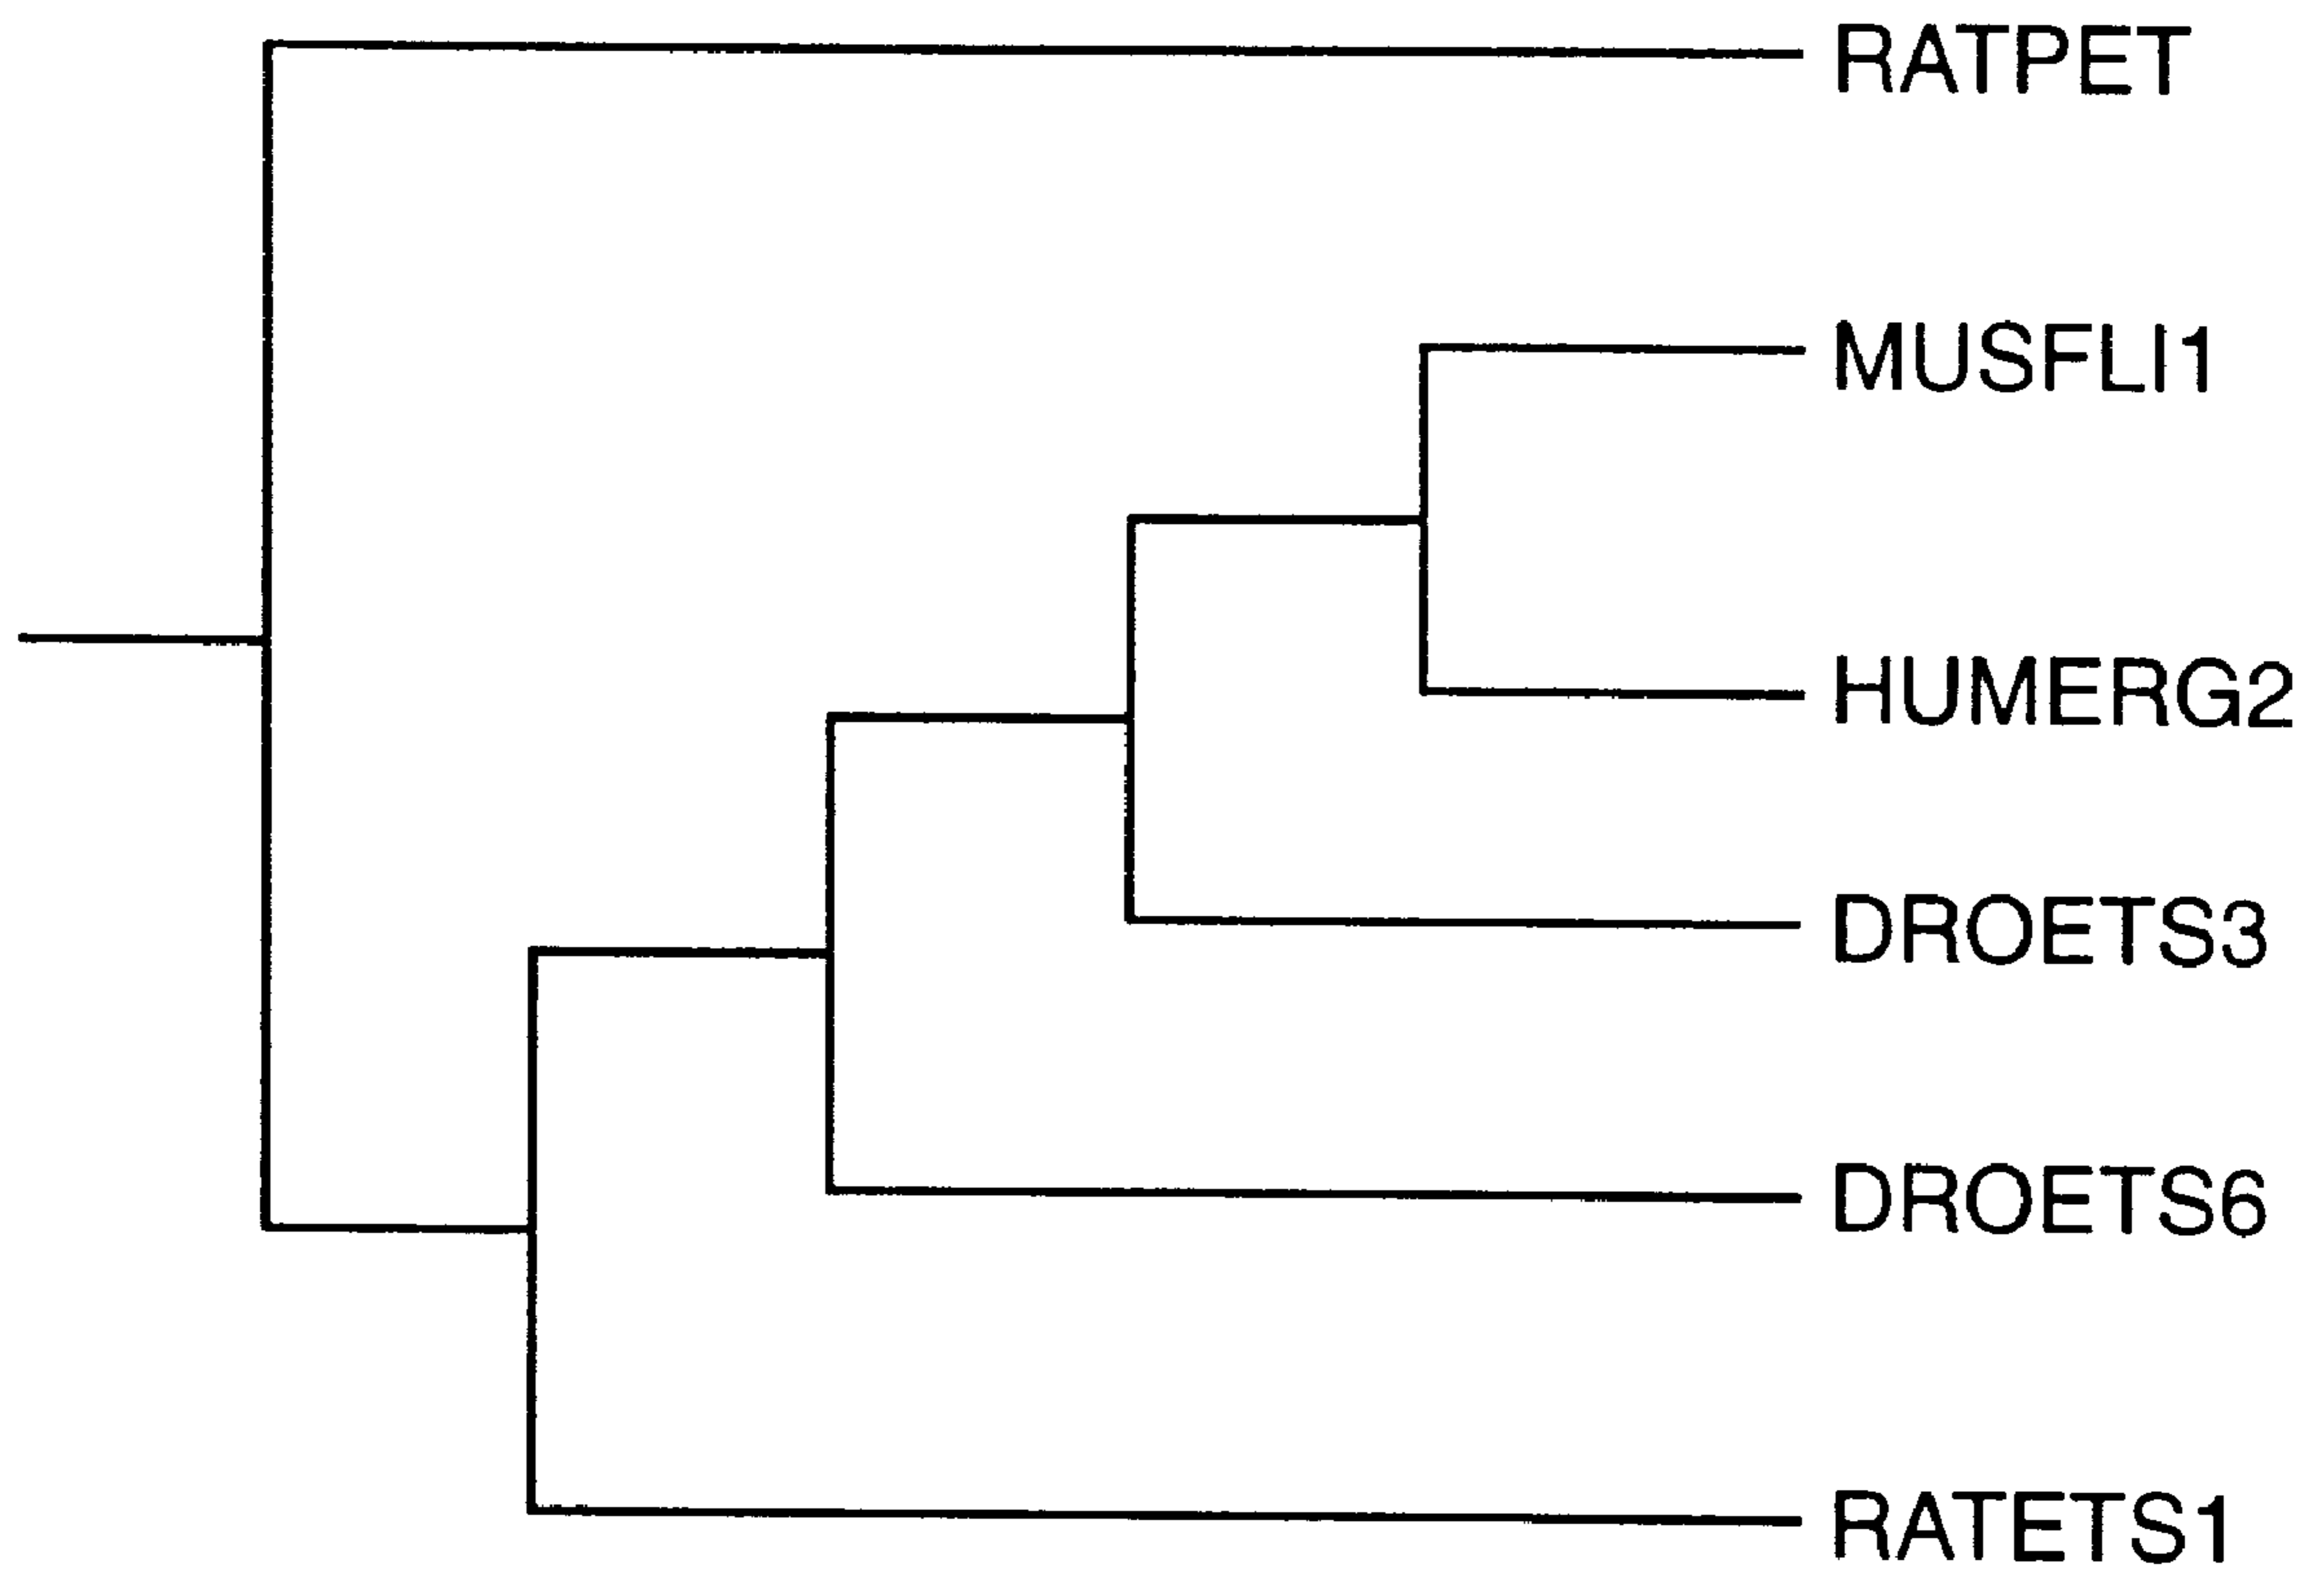 RATPET
MUSFLI1
HUMERG2
DROETS3
DROETS6
RATETS1